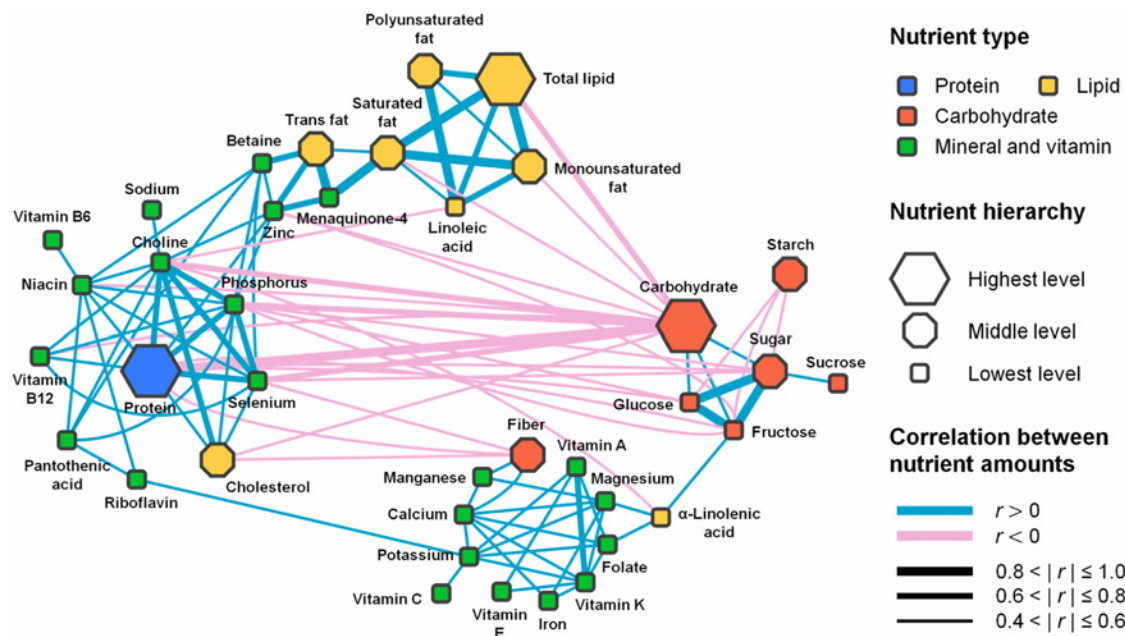 Polyunsaturated
fat
Total lipid
Saturated
fat
Trans fat
Betaine
Monounsaturated
fat
Sodium
Menaquinone-4
Linoleic
acid
Zinc
Vitamin B6
Choline
Niacin
Phosphorus
Vitamin
B12
Protein
Selenium
Pantothenic
acid
Riboflavin
Cholesterol
Carbohydrate
Starch
Sugar
Sucrose
Glucose
Fructose
Fiber
Vitamin A
Manganese
Magnesium
Calcium
α-Linolenic
acid
Potassium
Folate
Vitamin C
Vitamin
E
Iron
Vitamin K
Nutrient type
Protein
Lipid
Carbohydrate
Mineral and vitamin
Nutrient hierarchy
Highest level
Middle level
Lowest level
Correlation between
nutrient amounts
r > 0
r < 0
0.8 < | r | ≤ 1.0
0.6 < | r | ≤ 0.8
0.4 < | r | ≤ 0.6